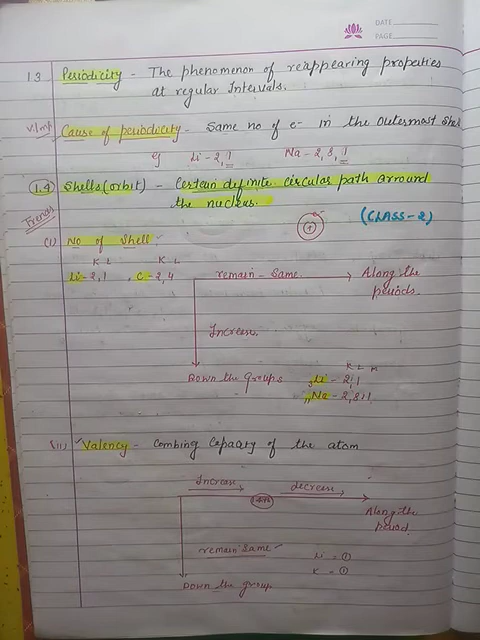 DATE
PAGE
1.3 Periodicity - The phenomenon of reappearing properties
at regular Intervals.
V.Imp Cause of periodicity - Same no of e- in the outermost Shell
eg Li - 2,1 Na - 2,8,1
1.4 Shells (orbit) - Certain definite circular path arround
the nucleus.
Trends
+
(CLASS-2)
(i) No of Shell
K L K L
Li - 2,1 , C - 2,4
remain - Same. Along the
periods.
Increase.
K L M
Down the Groups ₃Li - 2,1
₁₁Na - 2,8,1
(ii) Valency - Combing Capacity of the atom
Increase decrease
14th
Along the
period.
remain Same
Li = 1
K = 1
Down the group